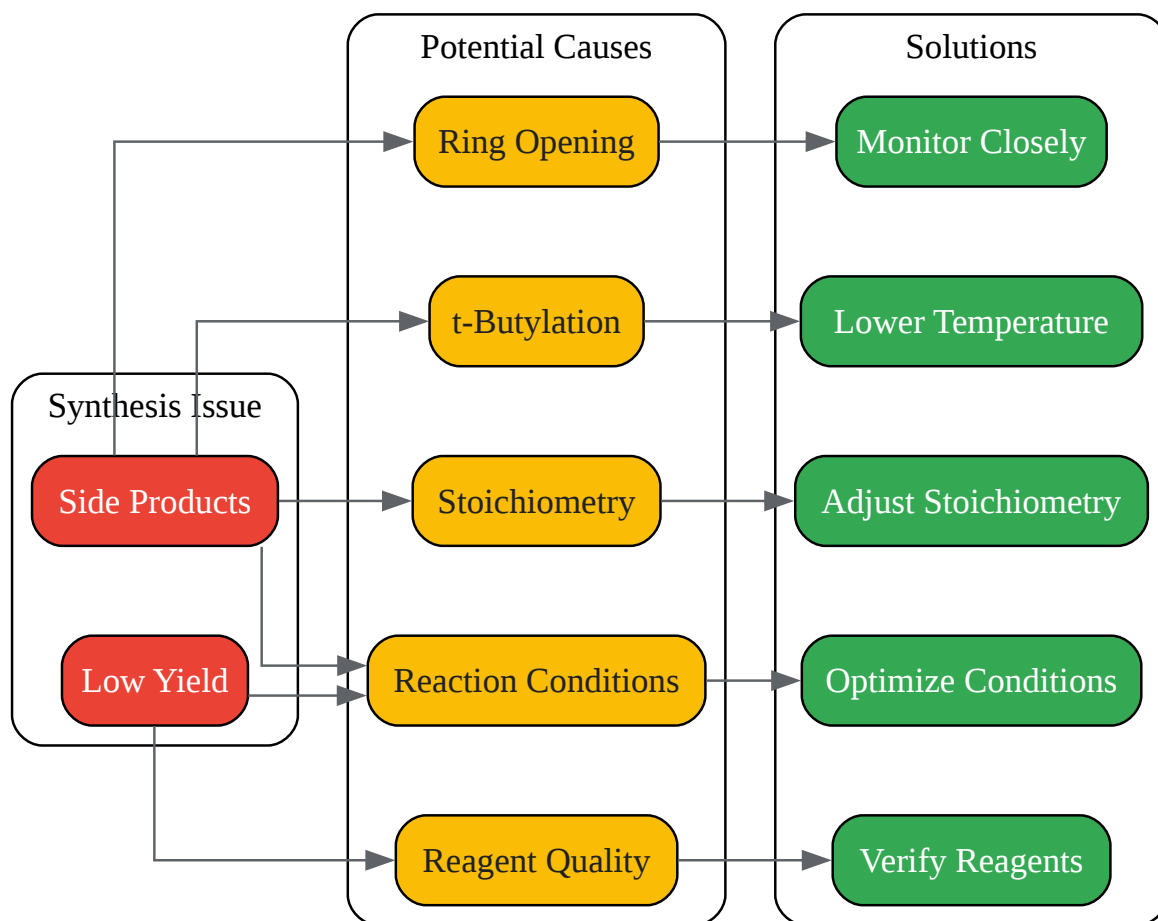 Potential Causes
Solutions
Ring Opening
Monitor Closely
t-Butylation
Lower Temperature
Synthesis Issue
Side Products
Stoichiometry
Adjust Stoichiometry
Low Yield
Reaction Conditions
Optimize Conditions
Reagent Quality
Verify Reagents